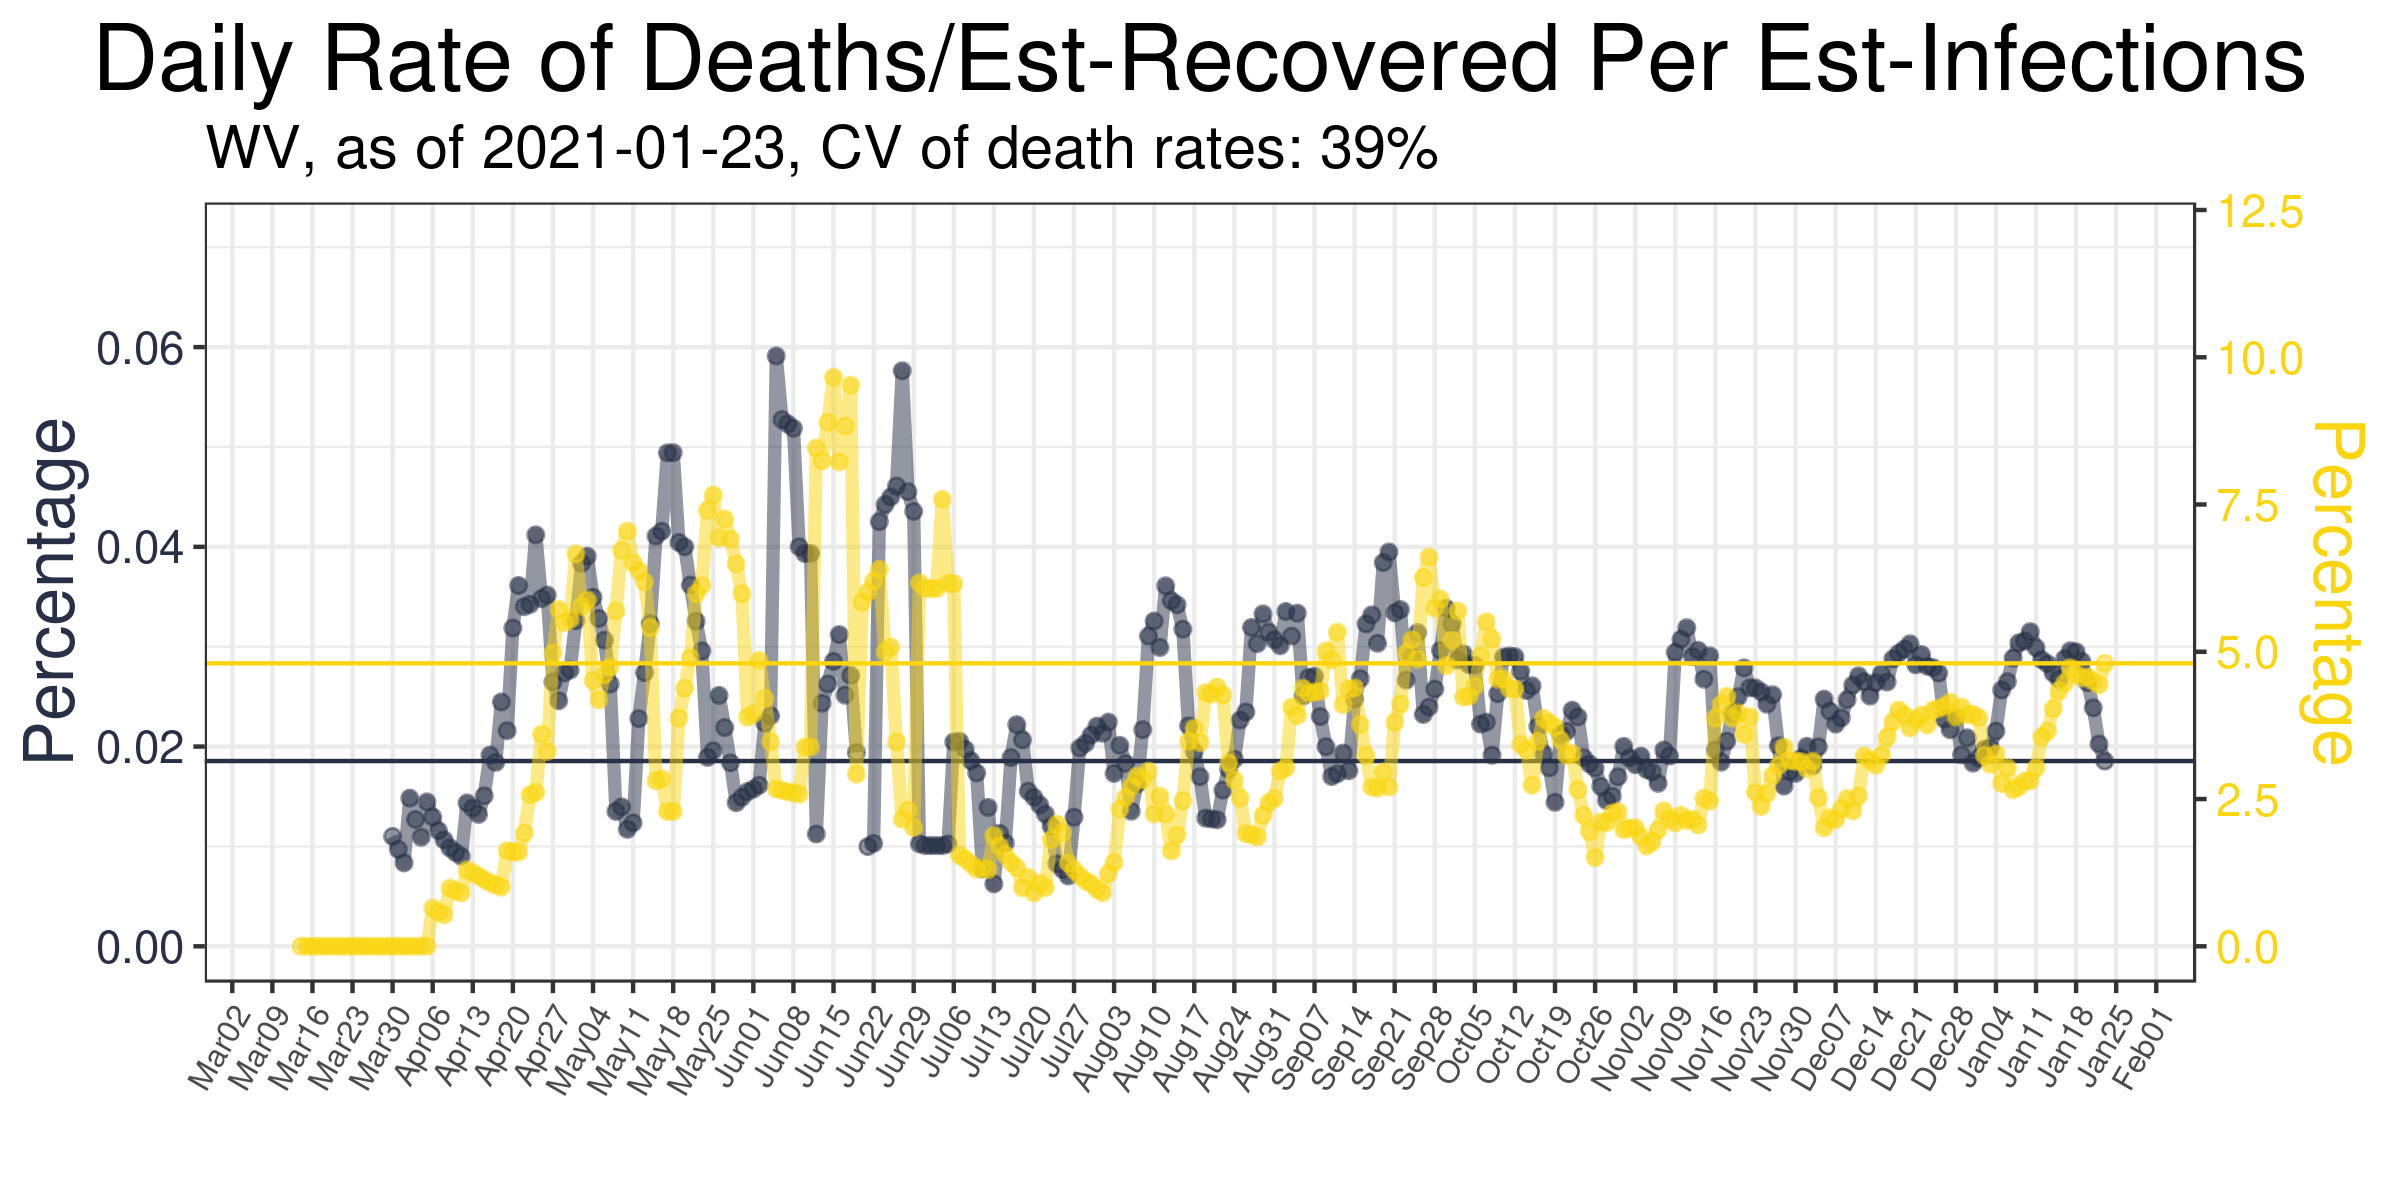 Daily Rate of Deaths/Est-Recovered Per Est-Infections
WV, as of 2021-01-23, CV of death rates: 39%
Percentage
0.06
0.04
0.02
0.00
12.5
10.0
7.5
5.0
2.5
0.0
Percentage
Mar02
Mar09
Mar16
Mar23
Mar30
Apr06
Apr13
Apr20
Apr27
May04
May11
May18
May25
Jun01
Jun08
Jun15
Jun22
Jun29
Jul06
Jul13
Jul20
Jul27
Aug03
Aug10
Aug17
Aug24
Aug31
Sep07
Sep14
Sep21
Sep28
Oct05
Oct12
Oct19
Oct26
Nov02
Nov09
Nov16
Nov23
Nov30
Dec07
Dec14
Dec21
Dec28
Jan04
Jan11
Jan18
Jan25
Feb01